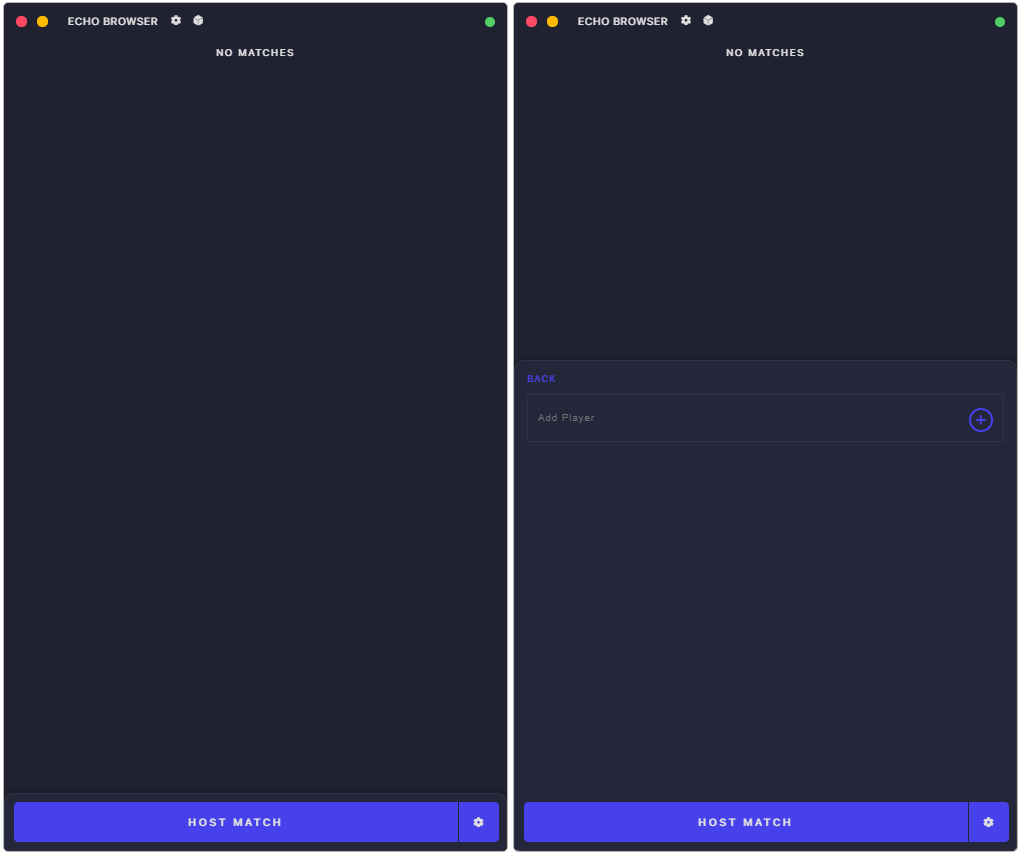 ECHO BROWSER
NO MATCHES
HOST MATCH
ECHO BROWSER
NO MATCHES
BACK
Add Player
HOST MATCH